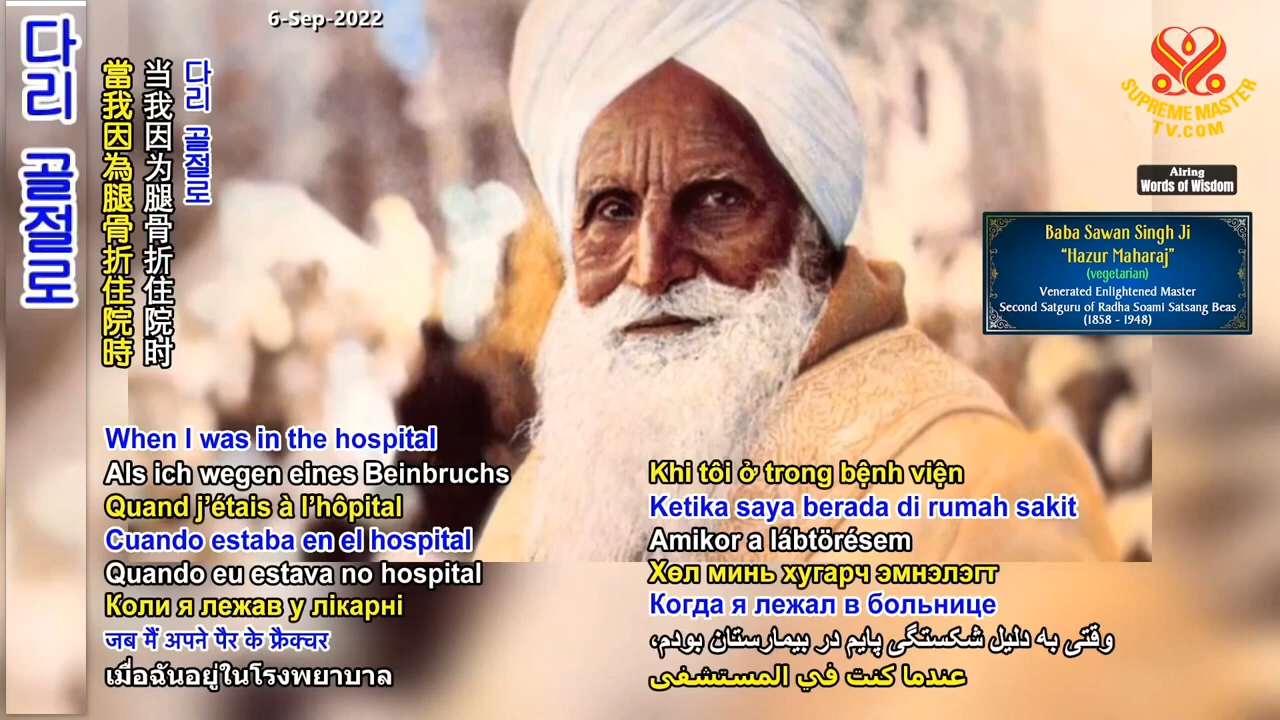 6-Sep-2022
다리 골절로
當我因為腿骨折住院時
当我因为腿骨折住院时
다리 골절로
SUPREME MASTER
TV.COM
Airing
Words of Wisdom
Baba Sawan Singh Ji
“Hazur Maharaj”
(vegetarian)
Venerated Enlightened Master
Second Satguru of Radha Soami Satsang Beas
(1858 - 1948)
When I was in the hospital
Als ich wegen eines Beinbruchs
Quand j’étais à l’hôpital
Cuando estaba en el hospital
Quando eu estava no hospital
Коли я лежав у лікарні
जब मैं अपने पैर के फ्रैक्चर
เมื่อฉันอยู่ในโรงพยาบาล
Khi tôi ở trong bệnh viện
Ketika saya berada di rumah sakit
Amikor a lábtörésem
Хөл минь хугарч эмнэлэгт
Когда я лежал в больнице
وقتی به دلیل شکستگی پایم در بیمارستان بودم،
عندما كنت في المستشفى